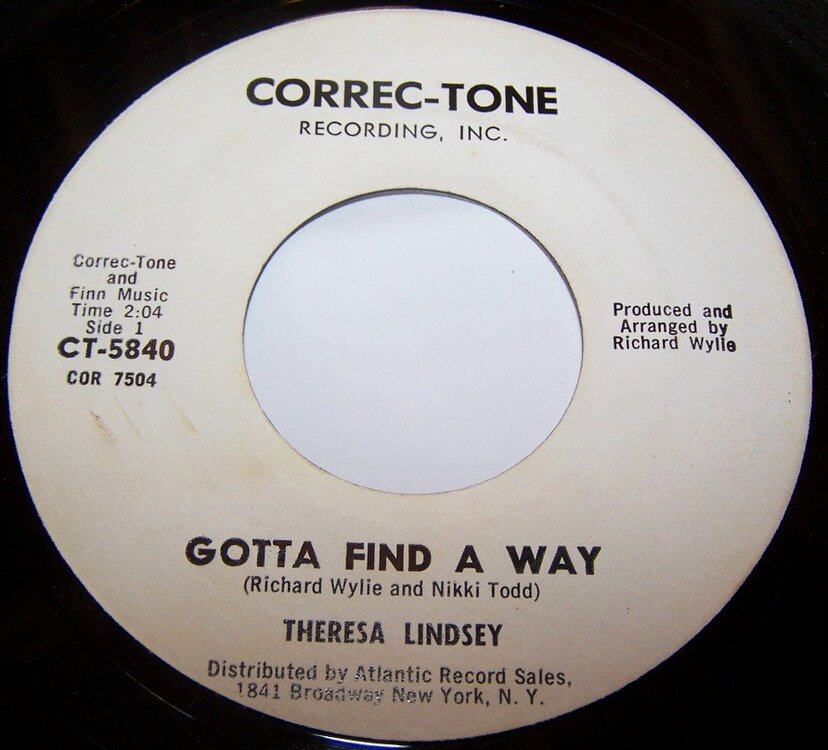 CORREC-TONE
RECORDING, INC.
Correc-Tone
and
Finn Music
Time 2:04
Side 1
CT-5840
COR 7504
Produced and
Arranged by
Richard Wylie
GOTTA FIND A WAY
(Richard Wylie and Nikki Todd)
THERESA LINDSEY
Distributed by Atlantic Record Sales,
1841 Broadway New York, N. Y.